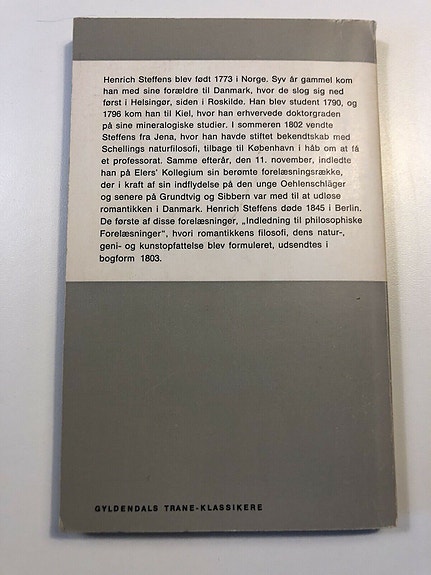 Henrich Steffens blev født 1773 i Norge. Syv år gammel kom
han med sine forældre til Danmark, hvor de slog sig ned
først i Helsingør, siden i Roskilde. Han blev student 1790, og
1796 kom han til Kiel, hvor han erhvervede doktorgraden
på sine mineralogiske studier. I sommeren 1802 vendte
Steffens fra Jena, hvor han havde stiftet bekendtskab med
Schellings naturfilosofi, tilbage til København i håb om at få
et professorat. Samme efterår, den 11. november, indledte
han på Elers' Kollegium sin berømte forelæsningsrække,
der i kraft af sin indflydelse på den unge Oehlenschläger
og senere på Grundtvig og Sibbern var med til at udløse
romantikken i Danmark. Henrich Steffens døde 1845 i Berlin.
De første af disse forelæsninger, „Indledning til philosophiske
Forelæsninger", hvori romantikkens filosofi, dens natur-,
geni- og kunstopfattelse blev formuleret, udsendtes i
bogform 1803.
GYLDENDALS TRANE-KLASSIKERE